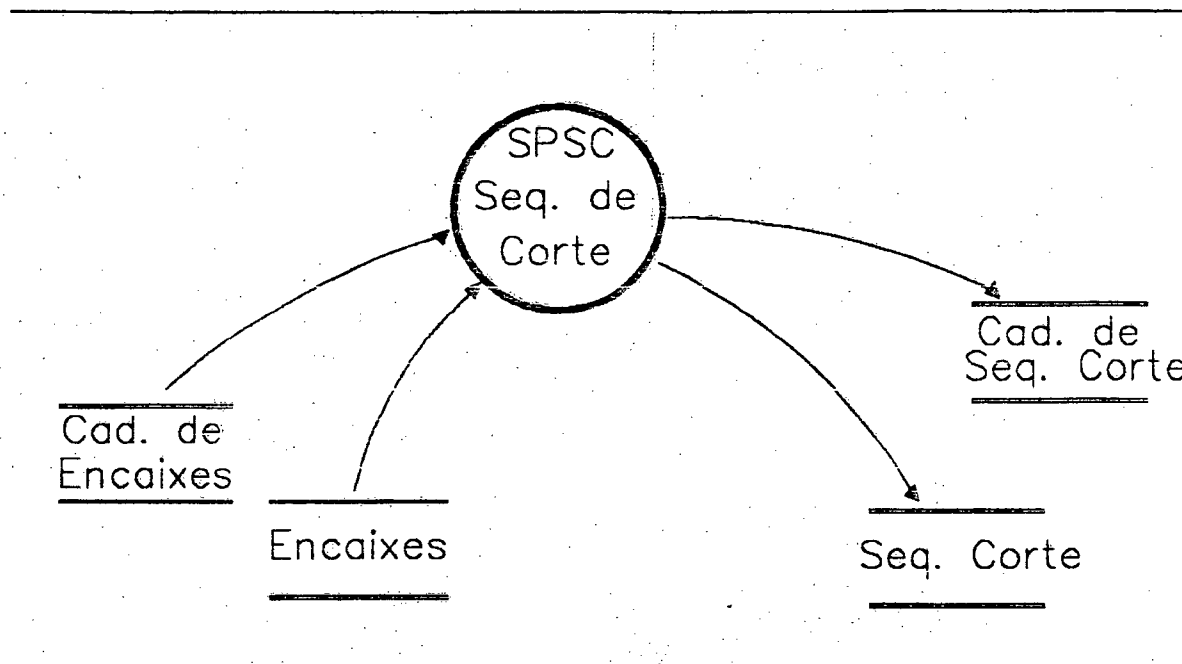 SPSC
Seq. de
Corte
Cad. de
Seq. Corte
Cad. de
Encaixes
Encaixes
Seq. Corte